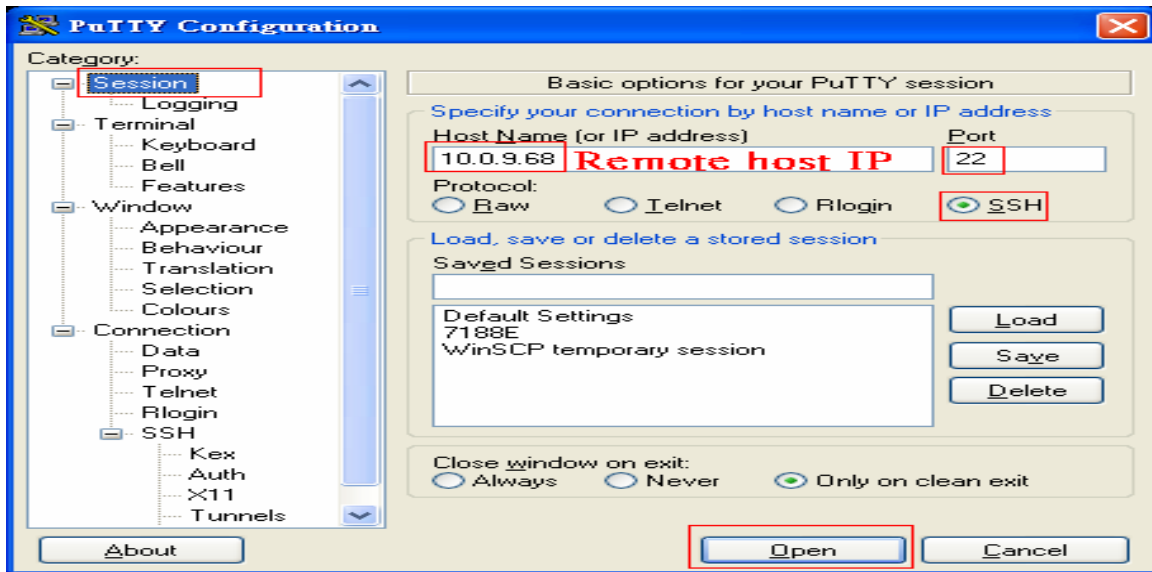 PuTTY Configuration
Category:
Session
Logging
Terminal
Keyboard
Bell
Features
Window
Appearance
Behaviour
Translation
Selection
Colours
Connection
Data
Proxy
Telnet
Rlogin
SSH
Kex
Auth
X11
Tunnels
Basic options for your PuTTY session
Specify your connection by host name or IP address
Host Name (or IP address) Port
10.0.9.68 Remote host IP 22
Protocol:
Raw Telnet Rlogin SSH
Load, save or delete a stored session
Saved Sessions
Default Settings
7188E
WinSCP temporary session
Load
Save
Delete
Close window on exit:
Always Never Only on clean exit
About Open Cancel